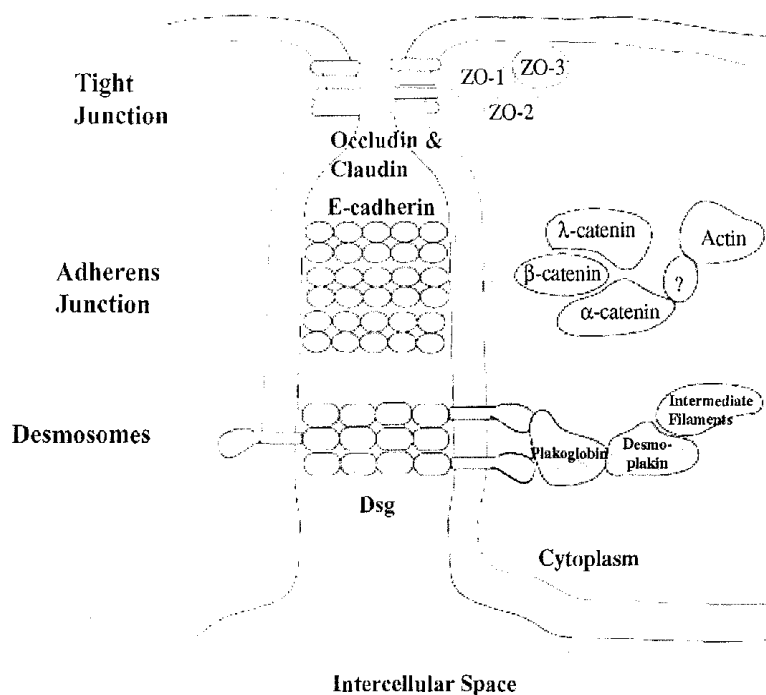 Tight
Junction
ZO-1
ZO-3
ZO-2
Occludin &
Claudin
E-cadherin
Adherens
Junction
λ-catenin
β-catenin
α-catenin
?
Actin
Desmosomes
Intermediate
Filaments
Plakoglobin
Desmo-
plakin
Dsg
Cytoplasm
Intercellular Space